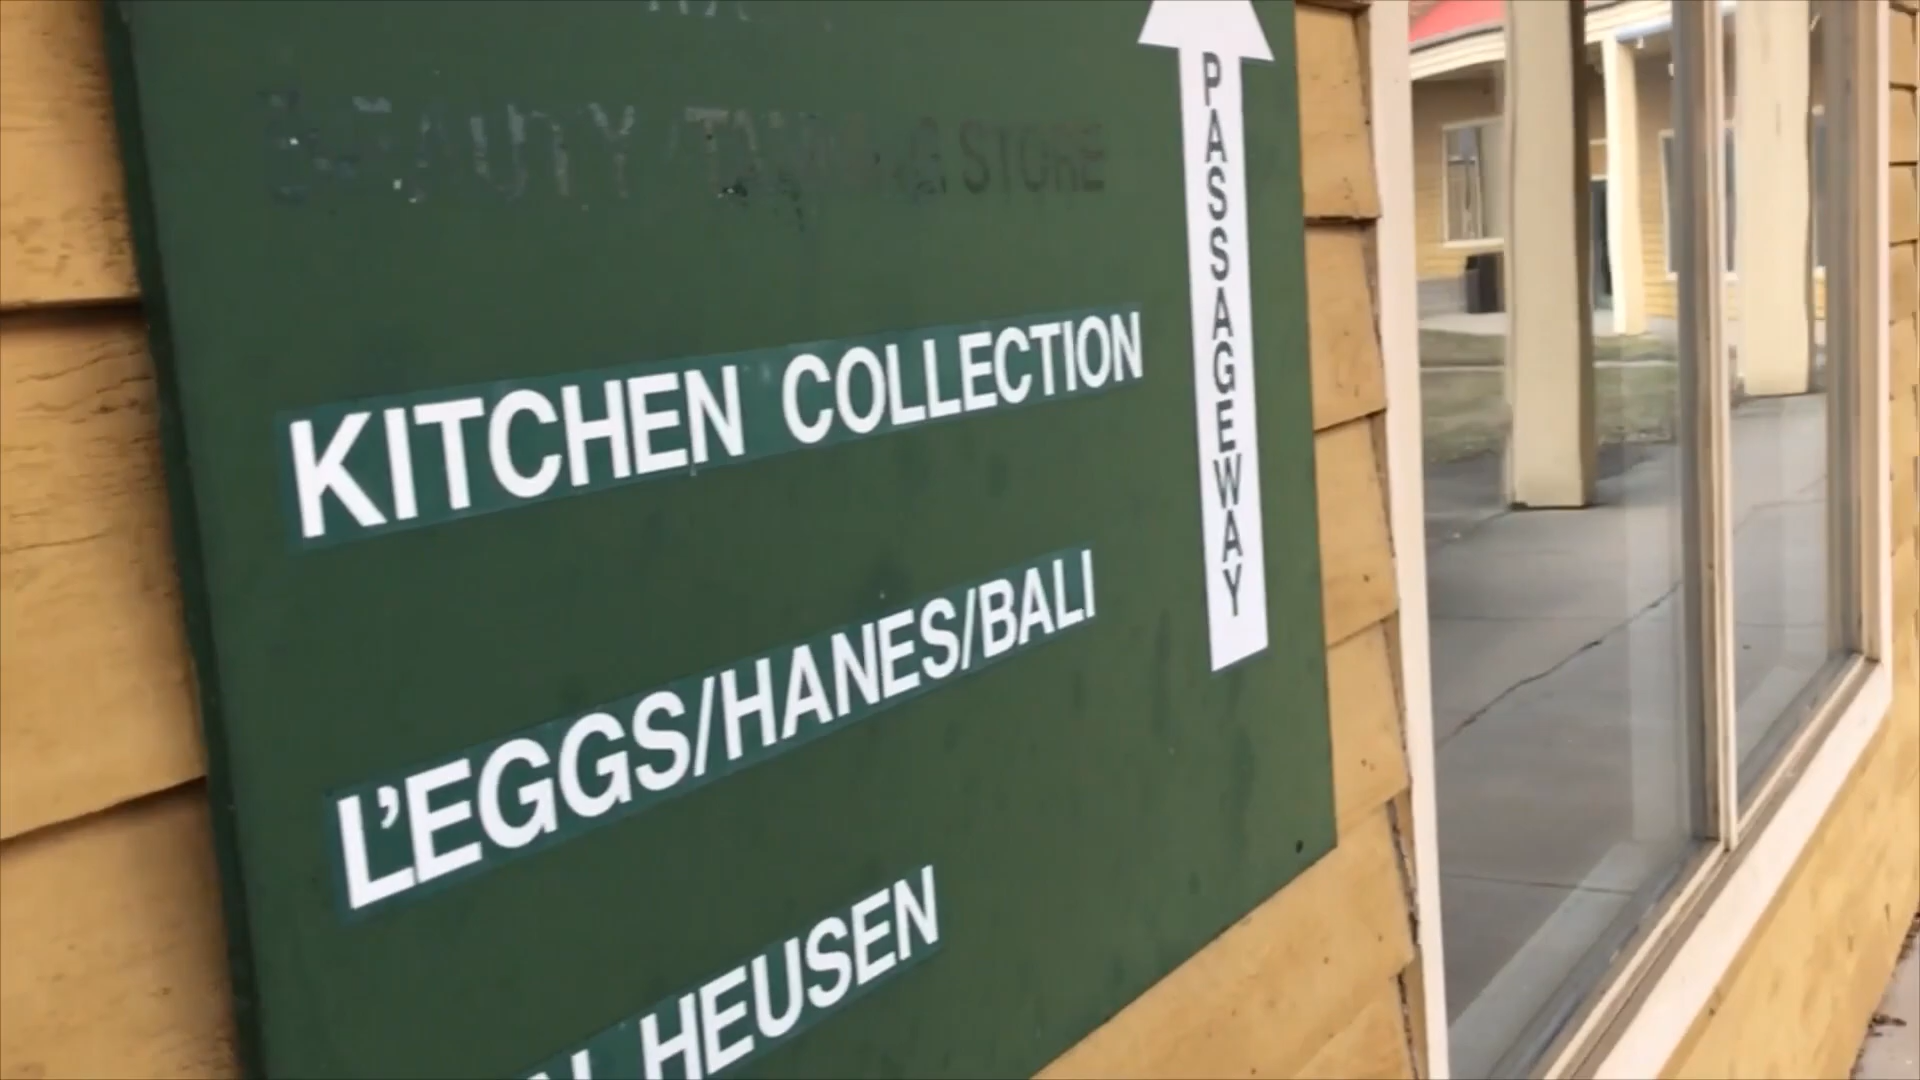 BEAUTY/TANNING STORE
KITCHEN COLLECTION
L'EGGS/HANES/BALI
HEUSEN
PASSAGEWAY